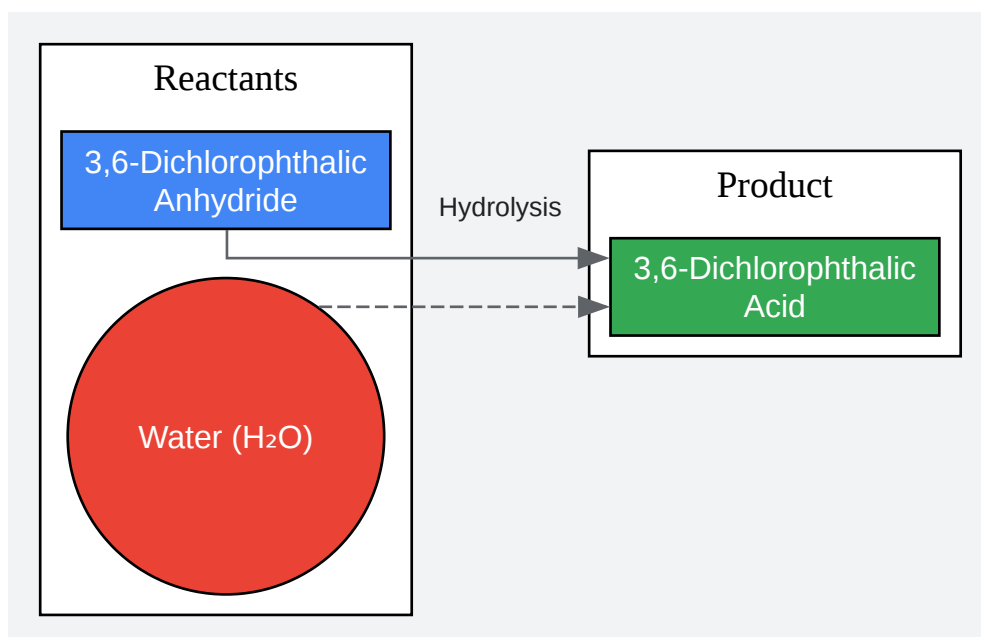 Reactants
3,6-Dichlorophthalic
Anhydride
Water (H₂O)
Hydrolysis
Product
3,6-Dichlorophthalic
Acid